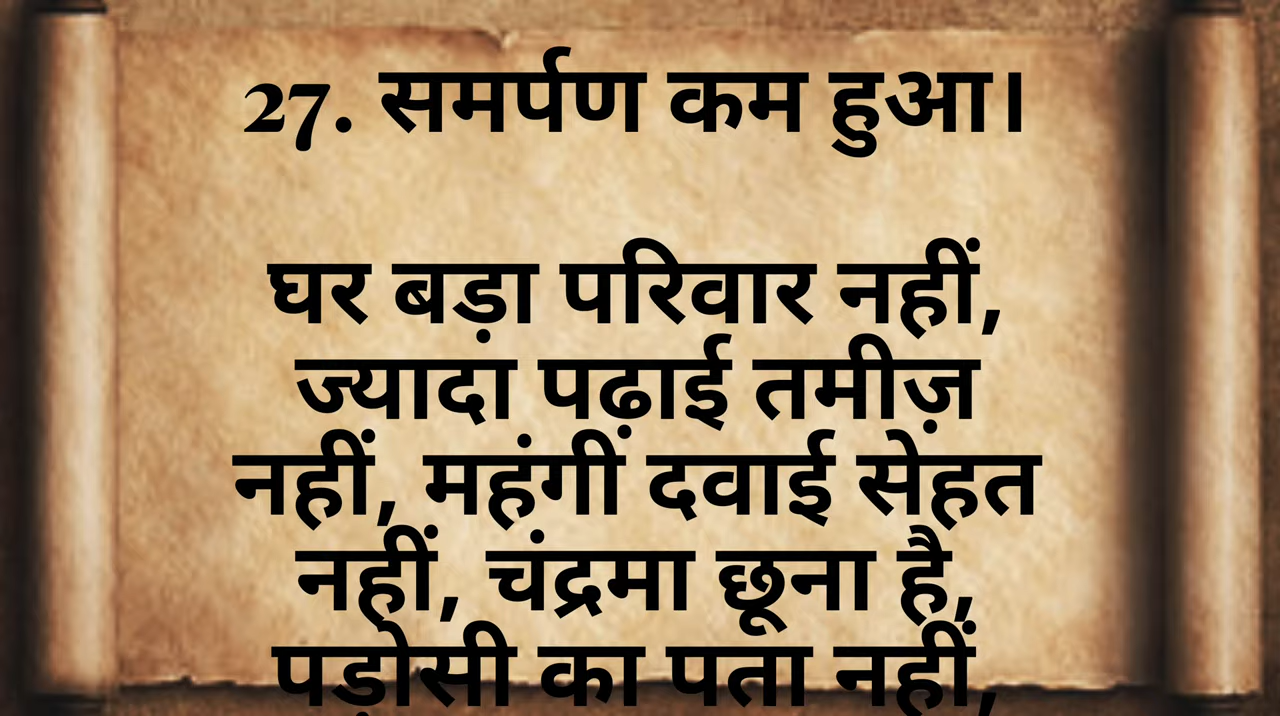 27. समर्पण कम हुआ।
घर बड़ा परिवार नहीं,
ज्यादा पढ़ाई तमीज़
नहीं, महंगी दवाई सेहत
नहीं, चंद्रमा छूना है,
पड़ोसी का पता नहीं,